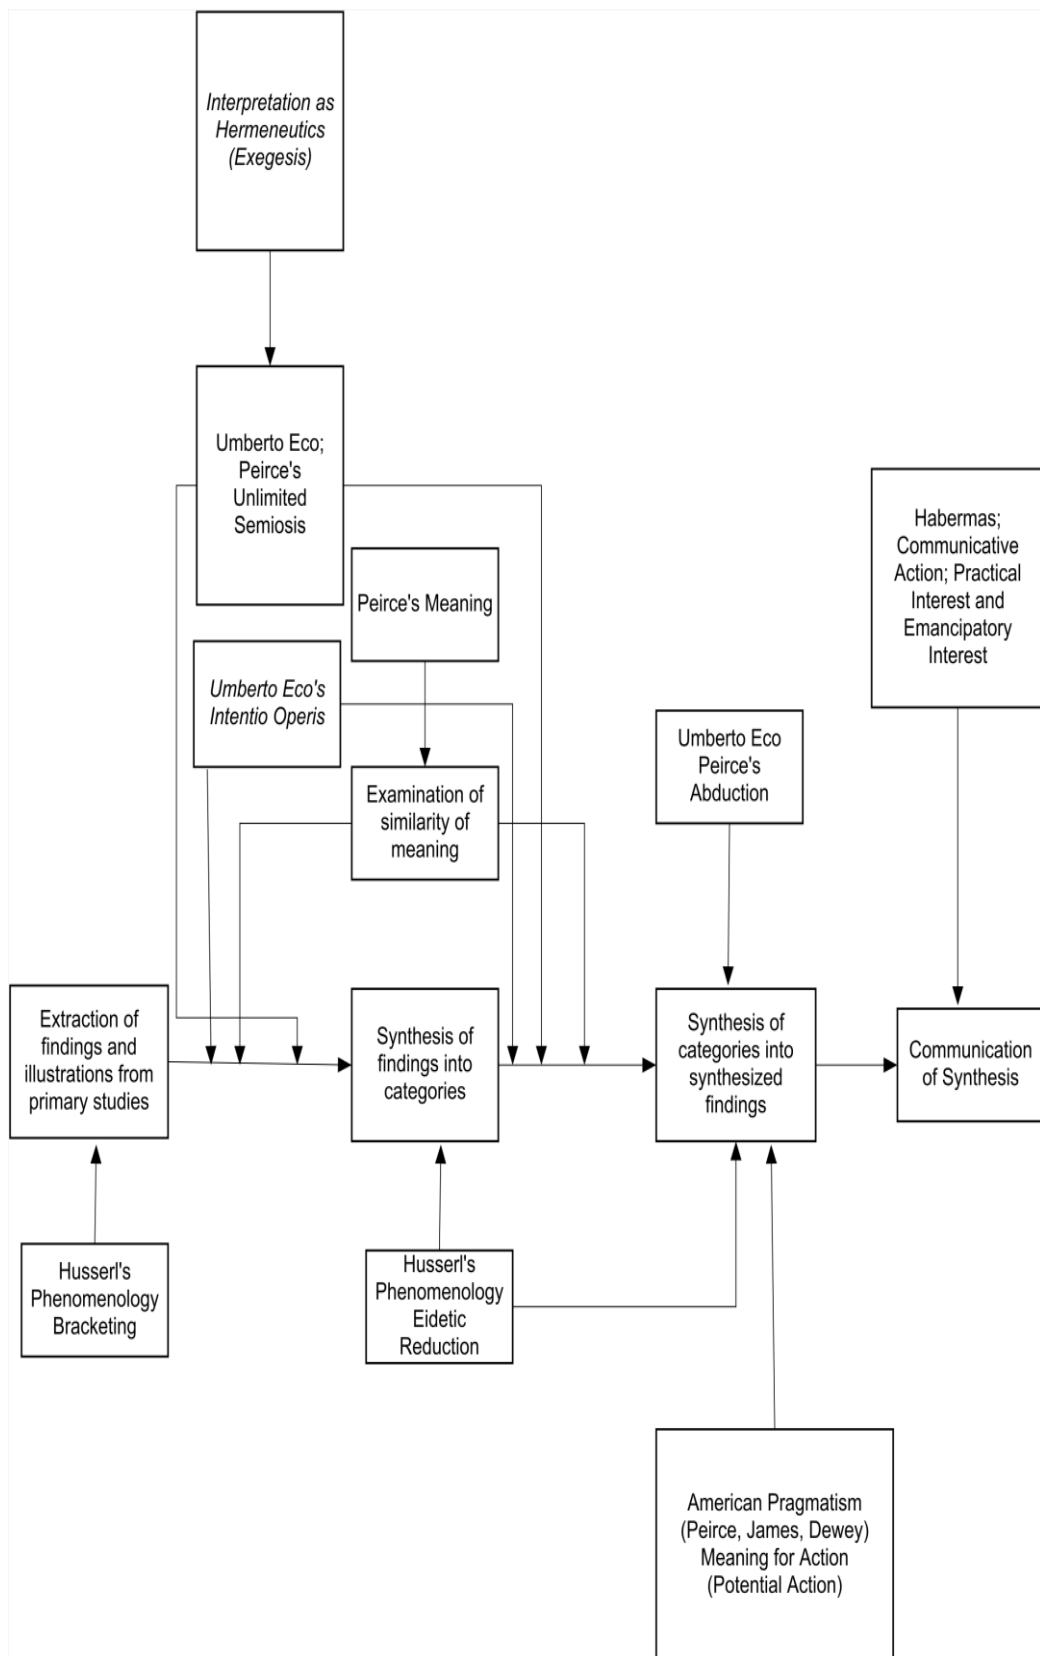 Interpretation as
Hermeneutics
(Exegesis)
Umberto Eco;
Peirce's
Unlimited
Semiosis
Peirce's Meaning
Umberto Eco's
Intentio Operis
Examination of
similarity of
meaning
Habermas;
Communicative
Action; Practical
Interest and
Emancipatory
Interest
Umberto Eco
Peirce's
Abduction
Extraction of
findings and
illustrations from
primary studies
Synthesis of
findings into
categories
Synthesis of
categories into
synthesized
findings
Communication
of Synthesis
Husserl's
Phenomenology
Bracketing
Husserl's
Phenomenology
Eidetic
Reduction
American Pragmatism
(Peirce, James, Dewey)
Meaning for Action
(Potential Action)